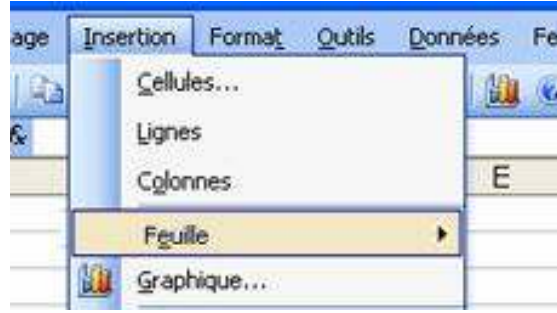 age Insertion Format Outils Données Fe
Cellules...
Lignes
Colonnes
E
Feuille
Graphique...